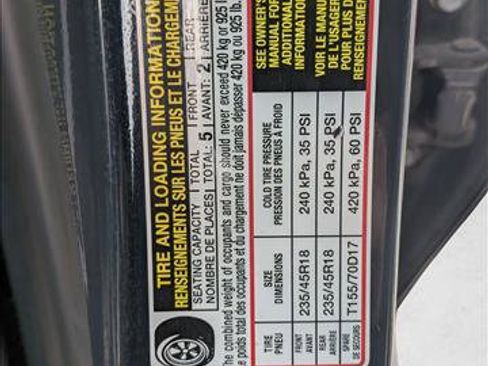 TIRE AND LOADING INFORMATION
RENSEIGNEMENTS SUR LES PNEUS ET LE CHARGEMENT
SEATING CAPACITY | TOTAL | FRONT | REAR
NOMBRE DE PLACES | TOTAL: 5 | AVANT: 2 | ARRIÈRE
The combined weight of occupants and cargo should never exceed 420 kg or 925 lb.
Le poids total des occupants et du chargement ne doit jamais dépasser 420 kg ou 925 lb.
TIRE PNEU | SIZE DIMENSIONS | COLD TIRE PRESSURE PRESSION DES PNEUS À FROID
FRONT AVANT | 235/45R18 | 240 kPa, 35 PSI
REAR ARRIÈRE | 235/45R18 | 240 kPa, 35 PSI
SPARE DE SECOURS | T155/70D17 | 420 kPa, 60 PSI
SEE OWNER'S
MANUAL FOR
ADDITIONAL
INFORMATION
VOIR LE MANUEL
DE L'USAGER
POUR PLUS DE
RENSEIGNEMENTS